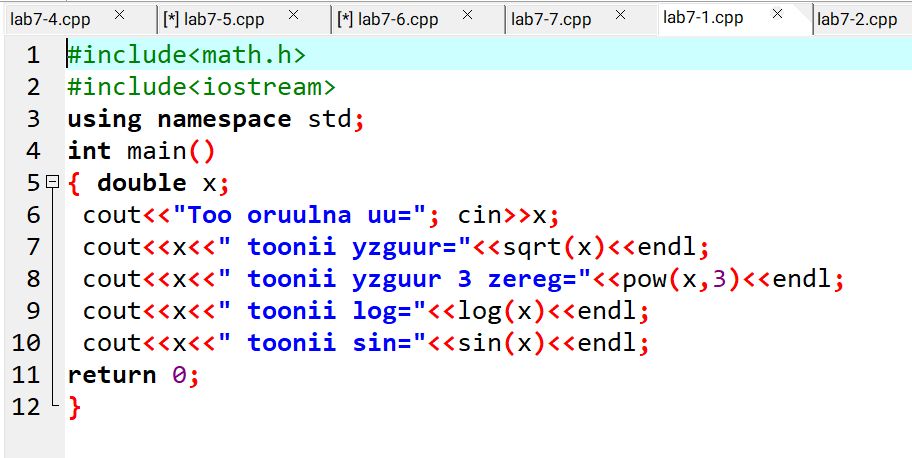 lab7-4.cpp × [*] lab7-5.cpp × [*] lab7-6.cpp × lab7-7.cpp × lab7-1.cpp × lab7-2.cpp
1 #include<math.h>
2 #include<iostream>
3 using namespace std;
4 int main()
5 { double x;
6 cout<<"Too oruulna uu="; cin>>x;
7 cout<<x<<" toonii yzguur="<<sqrt(x)<<endl;
8 cout<<x<<" toonii yzguur 3 zereg="<<pow(x,3)<<endl;
9 cout<<x<<" toonii log="<<log(x)<<endl;
10 cout<<x<<" toonii sin="<<sin(x)<<endl;
11 return 0;
12 }